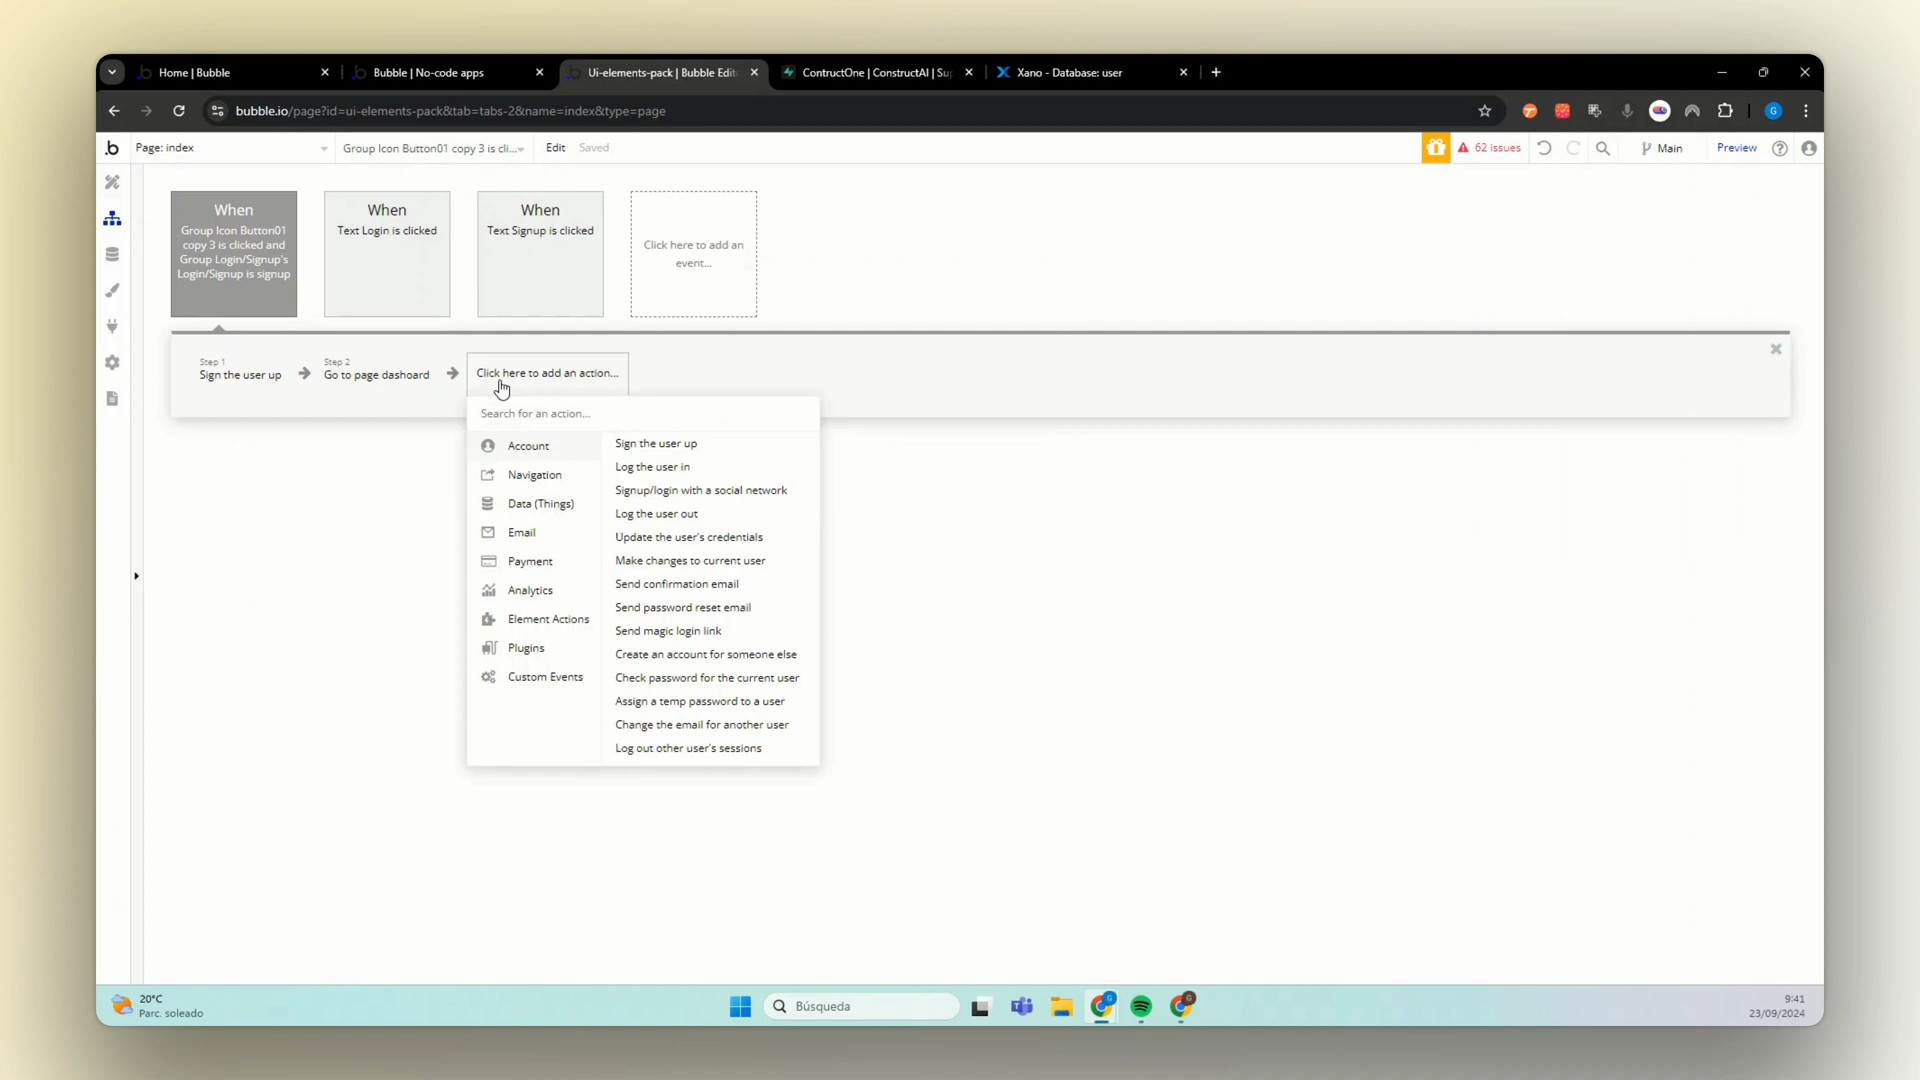 Home | Bubble
Bubble | No-code apps
Ui-elements-pack | Bubble Edit
ContructOne | ConstructAI | Sup
Xano - Database: user
bubble.io/page?id=ui-elements-pack&tab=tabs-2&name=index&type=page
Page: index
Group Icon Button01 copy 3 is cli...
Edit
Saved
62 issues
Main
Preview
When
Group Icon Button01
copy 3 is clicked and
Group Login/Signup's
Login/Signup is signup
When
Text Login is clicked
When
Text Signup is clicked
Click here to add an
event...
Step 1
Sign the user up
Step 2
Go to page dashoard
Click here to add an action...
Search for an action...
Account
Navigation
Data (Things)
Email
Payment
Analytics
Element Actions
Plugins
Custom Events
Sign the user up
Log the user in
Signup/login with a social network
Log the user out
Update the user's credentials
Make changes to current user
Send confirmation email
Send password reset email
Send magic login link
Create an account for someone else
Check password for the current user
Assign a temp password to a user
Change the email for another user
Log out other user's sessions
20°C
Parc. soleado
Búsqueda
9:41
23/09/2024